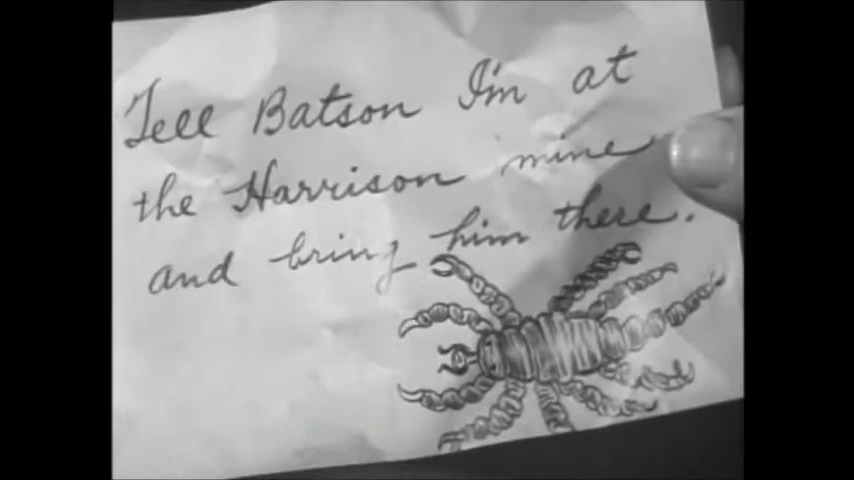 Tell Batson I'm at
the Harrison mine
and bring him there.